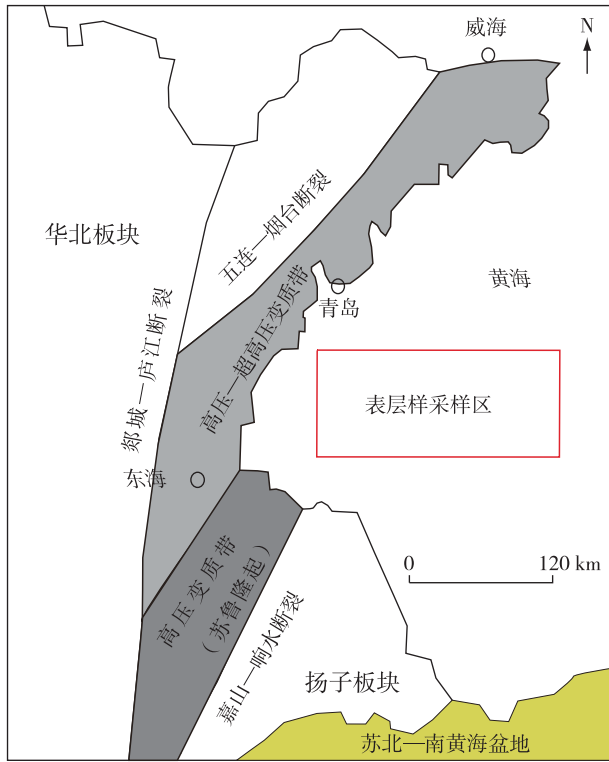 威海
N
华北板块
五连—烟台断裂
黄海
青岛
郯城—庐江断裂
高压—超高压变质带
表层样采样区
东海
高压变质带
(苏鲁隆起)
0 120 km
嘉山—响水断裂
扬子板块
苏北—南黄海盆地